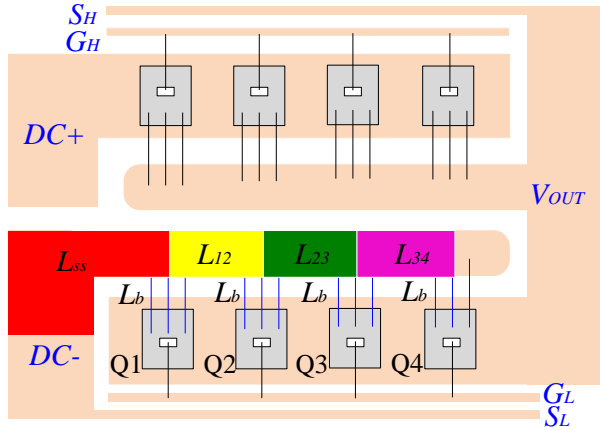 SH
GH
DC+
VOUT
Lss L12 L23 L34
Lb Lb Lb Lb
DC-
Q1 Q2 Q3 Q4
GL
SL